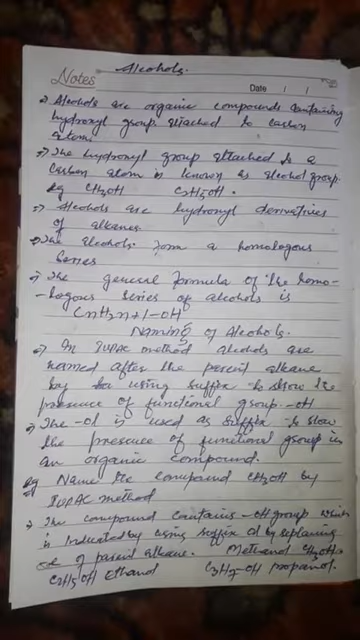 Alcohols.
Notes
Date / /
→ Alcohols are organic compounds containing
hydroxyl group attached to carbon
atom
→ The hydroxyl group attached to a
carbon atom is known as alcohol group.
eg CH3OH C2H5OH.
→ Alcohols are hydroxyl derivatives
of alkanes.
→ The alcohols form a homologous
Series
→ The general formula of the homo-
-logous series of alcohols is
CnH2n+1-OH
Naming of Alcohols.
→ In IUPAC method alcohols are
named after the parent alkane
by using suffix to show the
presence of functional group -OH
→ The -ol is used as suffix to show
the presence of functional group in
an organic compound.
eg Name the compound CH3OH by
IUPAC method
→ The compound contains -OH group which
is indicated by using suffix ol by replacing
e of parent alkane. Methanol CH3OH
C2H5OH ethanol C3H7-OH propanol.